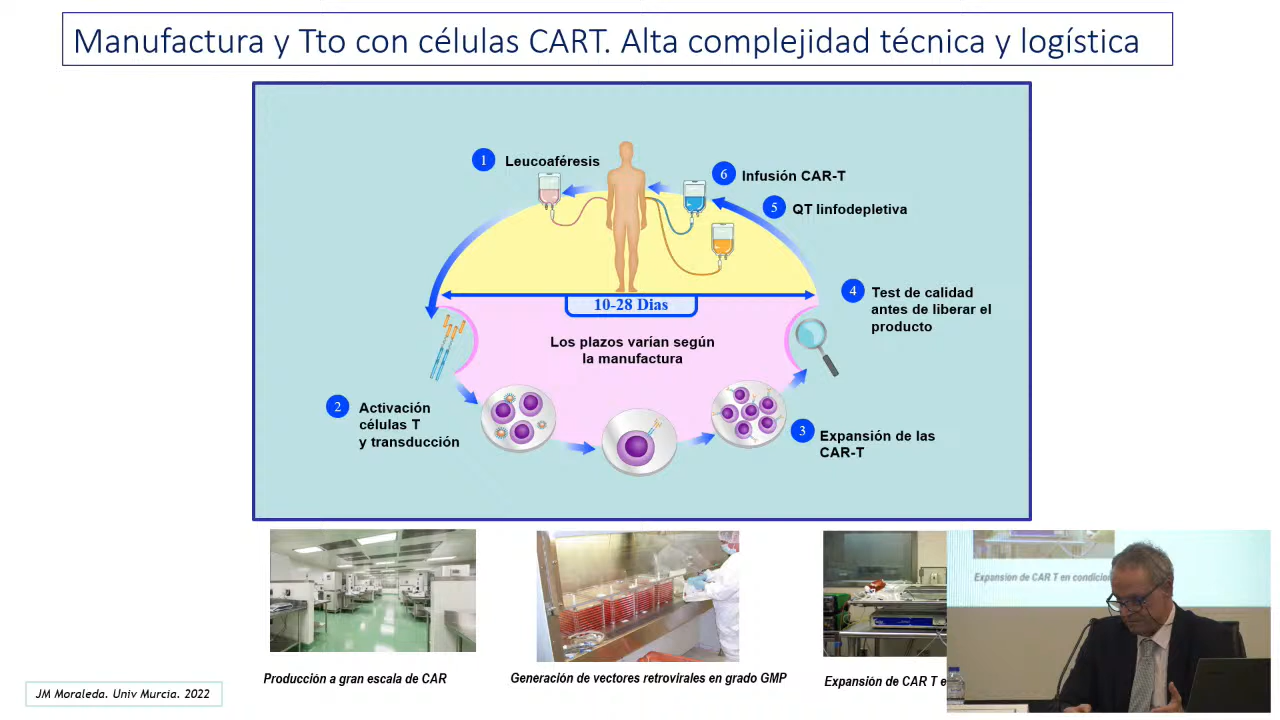 Manufactura y Tto con células CART. Alta complejidad técnica y logística
1 Leucoaféresis
6 Infusión CAR-T
5 QT linfodepletiva
4 Test de calidad
antes de liberar el
producto
10-28 Dias
Los plazos varían según
la manufactura
2 Activación
células T
y transducción
3 Expansión de las
CAR-T
Producción a gran escala de CAR
Generación de vectores retrovirales en grado GMP
Expansión de CAR T e
Expansion de CAR T en condicion
JM Moraleda. Univ Murcia. 2022